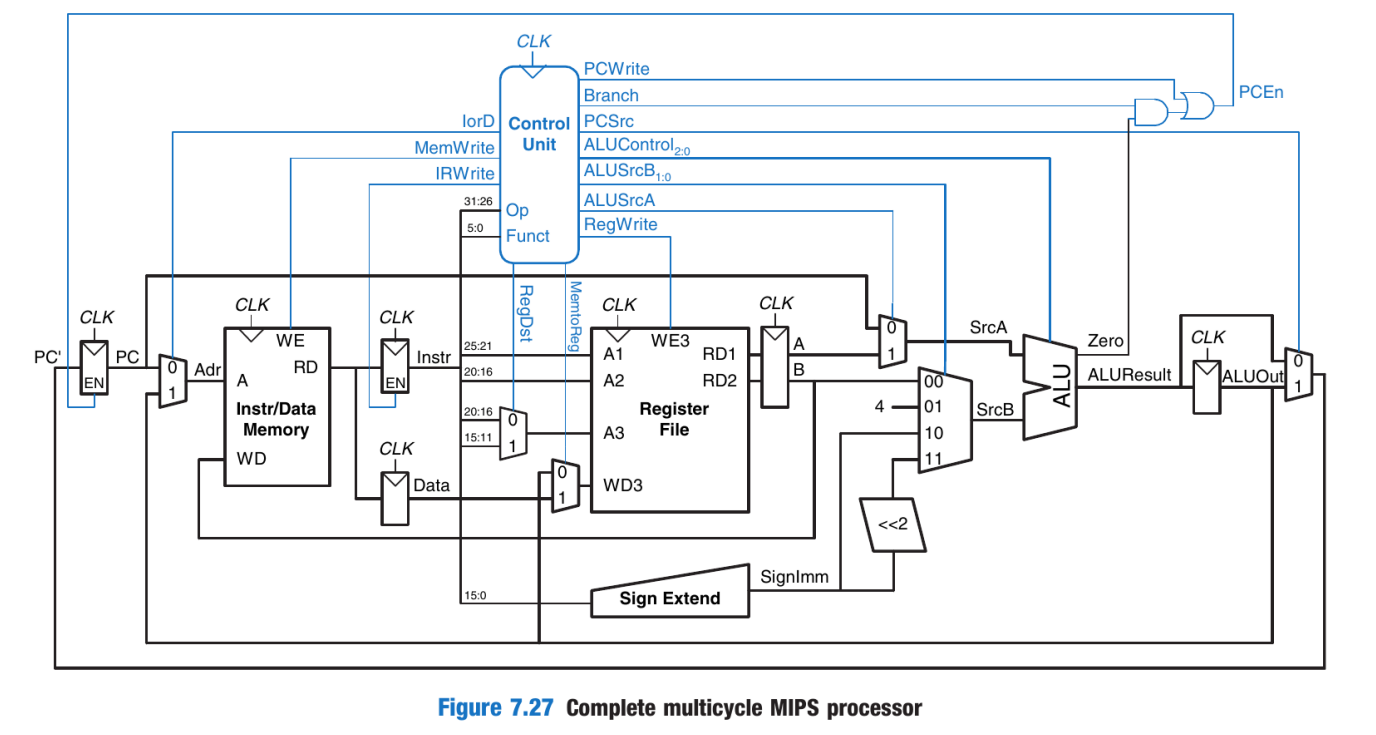 CLK
PCWrite
Branch
PCEn
IorD
Control
Unit
PCSrc
MemWrite
ALUControl2:0
IRWrite
ALUSrcB1:0
31:26
Op
ALUSrcA
5:0
Funct
RegWrite
RegDst
MemtoReg
CLK
CLK
CLK
CLK
CLK
CLK
PC'
EN
PC
0
1
Adr
WE
A
RD
Instr/Data
Memory
WD
EN
Instr
CLK
Data
25:21
20:16
20:16
15:11
0
1
0
1
A1
A2
A3
WD3
WE3
RD1
RD2
Register
File
A
B
0
1
SrcA
00
4
01
10
11
SrcB
<<2
ALU
Zero
ALUResult
ALUOut
0
1
15:0
Sign Extend
SignImm
Figure 7.27 Complete multicycle MIPS processor